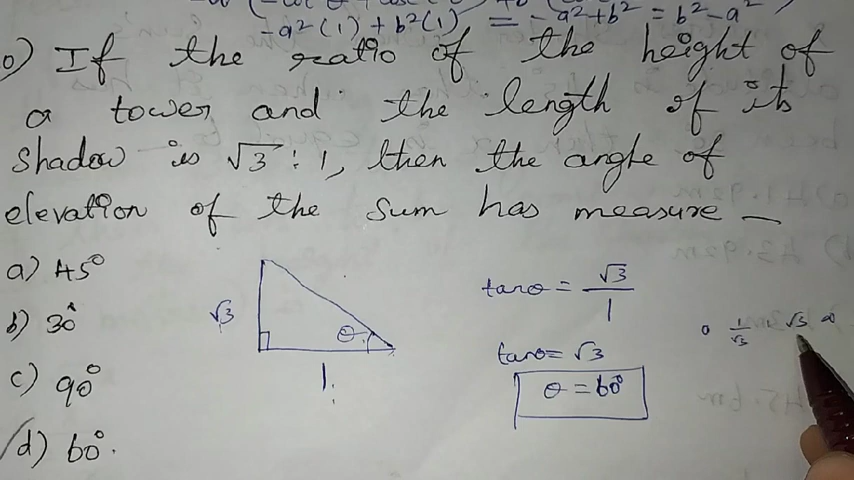 -a²(1) + b²(1) = -a² + b² = b² - a²
0) If the ratio of the height of
a tower and the length of its
shadow is √3 : 1, then the angle of
elevation of the sum has measure —
a) 45°
b) 30°
c) 90°
d) 60°.
√3
θ
1
tanθ = √3/1
tanθ = √3
θ = 60°
0 1/√3 1 √3 ∞